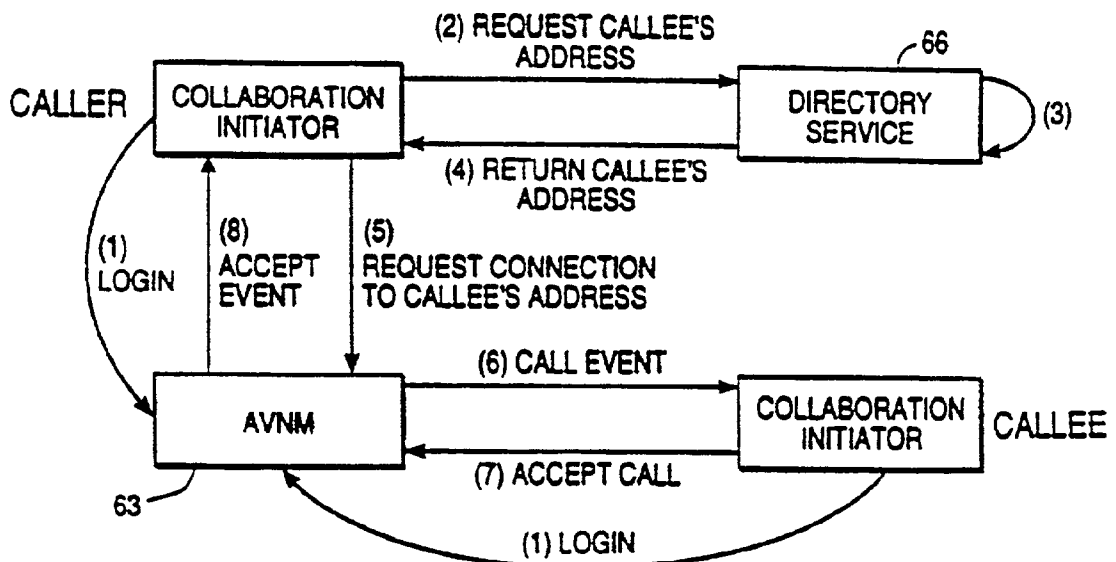 (2) REQUEST CALLEE'S
ADDRESS
66
CALLER
COLLABORATION
INITIATOR
DIRECTORY
SERVICE
(3)
(4) RETURN CALLEE'S
ADDRESS
(1)
LOGIN
(8)
ACCEPT
EVENT
(5)
REQUEST CONNECTION
TO CALLEE'S ADDRESS
(6) CALL EVENT
AVNM
COLLABORATION
INITIATOR
CALLEE
(7) ACCEPT CALL
63
(1) LOGIN